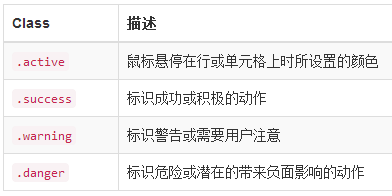 Class 描述
.active 鼠标悬停在行或单元格上时所设置的颜色
.success 标识成功或积极的动作
.warning 标识警告或需要用户注意
.danger 标识危险或潜在的带来负面影响的动作